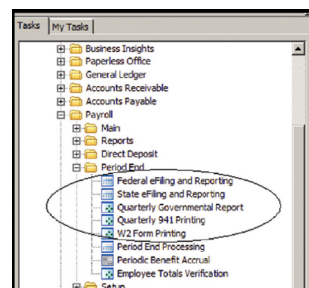 Tasks My Tasks
Business Insights
Paperless Office
General Ledger
Accounts Receivable
Accounts Payable
Payroll
Main
Reports
Direct Deposit
Period End
Federal eFiling and Reporting
State eFiling and Reporting
Quarterly Governmental Report
Quarterly 941 Printing
W2 Form Printing
Period End Processing
Periodic Benefit Accrual
Employee Totals Verification
Setup